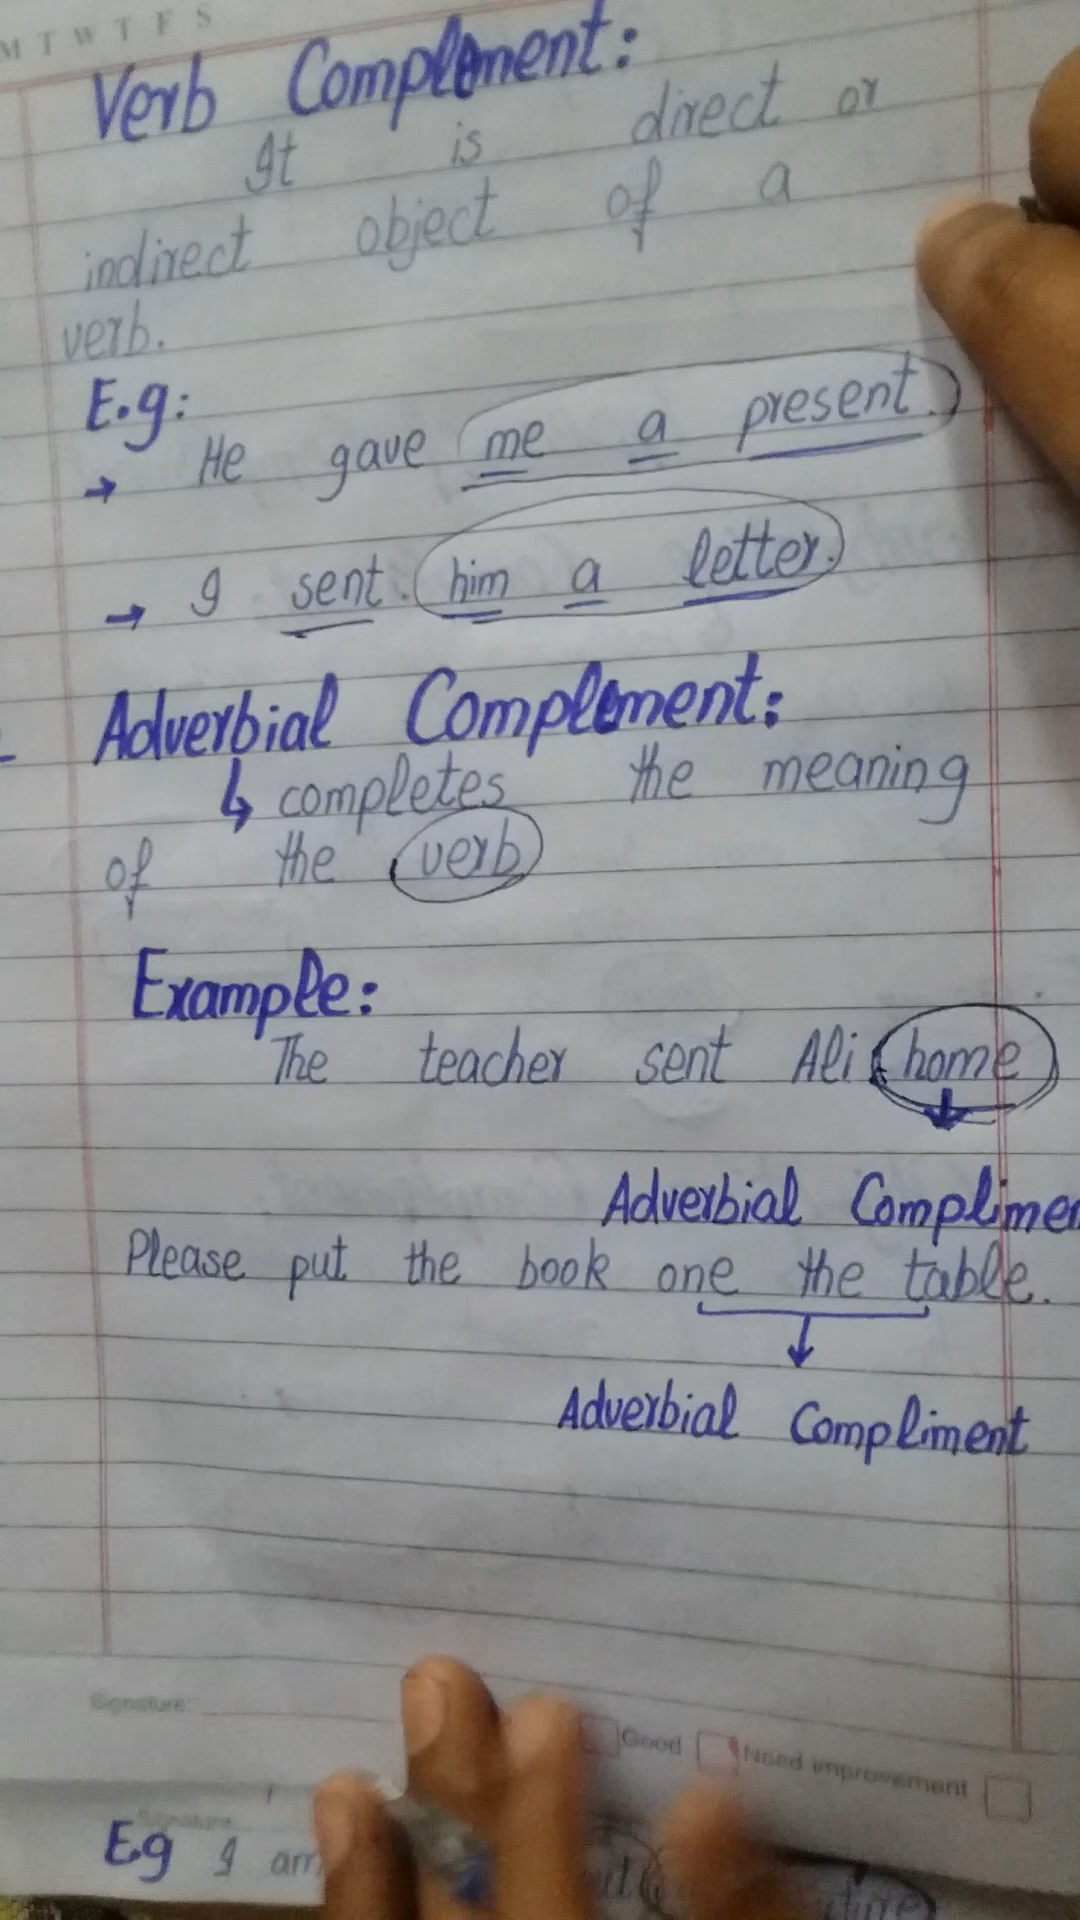 M T W T F S
Verb Complement:
It is direct or
indirect object of a
verb.
E.g:
→ He gave me a present.
→ I sent him a letter.
Adverbial Complement:
↳ completes the meaning
of the verb
Example:
The teacher sent Ali home
Adverbial Complimen
Please put the book one the table.
Adverbial Compliment
Signature:
Good Need improvement
Signature
Eg I am